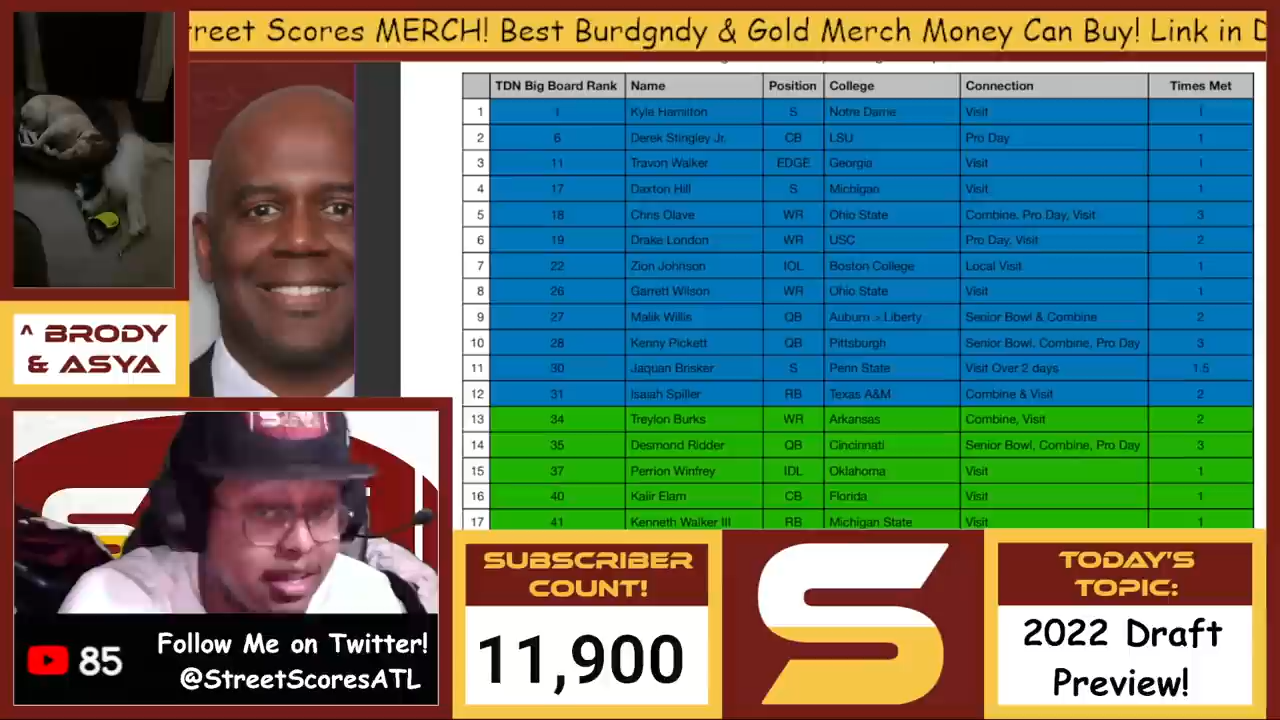 reet Scores MERCH! Best Burdgndy & Gold Merch Money Can Buy! Link in D
TDN Big Board Rank Name Position College Connection Times Met
1 1 Kyle Hamilton S Notre Dame Visit 1
2 6 Derek Stingley Jr. CB LSU Pro Day 1
3 11 Travon Walker EDGE Georgia Visit 1
4 17 Daxton Hill S Michigan Visit 1
5 18 Chris Olave WR Ohio State Combine, Pro Day, Visit 3
6 19 Drake London WR USC Pro Day, Visit 2
7 22 Zion Johnson IOL Boston College Local Visit 1
8 26 Garrett Wilson WR Ohio State Visit 1
9 27 Malik Willis QB Auburn > Liberty Senior Bowl & Combine 2
10 28 Kenny Pickett QB Pittsburgh Senior Bowl, Combine, Pro Day 3
11 30 Jaquan Brisker S Penn State Visit Over 2 days 1.5
12 31 Isaiah Spiller RB Texas A&M Combine & Visit 2
13 34 Treylon Burks WR Arkansas Combine, Visit 2
14 35 Desmond Ridder QB Cincinnati Senior Bowl, Combine, Pro Day 3
15 37 Perrion Winfrey IDL Oklahoma Visit 1
16 40 Kaiir Elam CB Florida Visit 1
17 41 Kenneth Walker III RB Michigan State Visit 1
^ BRODY
& ASYA
85
Follow Me on Twitter!
@StreetScoresATL
SUBSCRIBER
COUNT!
11,900
S
TODAY'S
TOPIC:
2022 Draft
Preview!